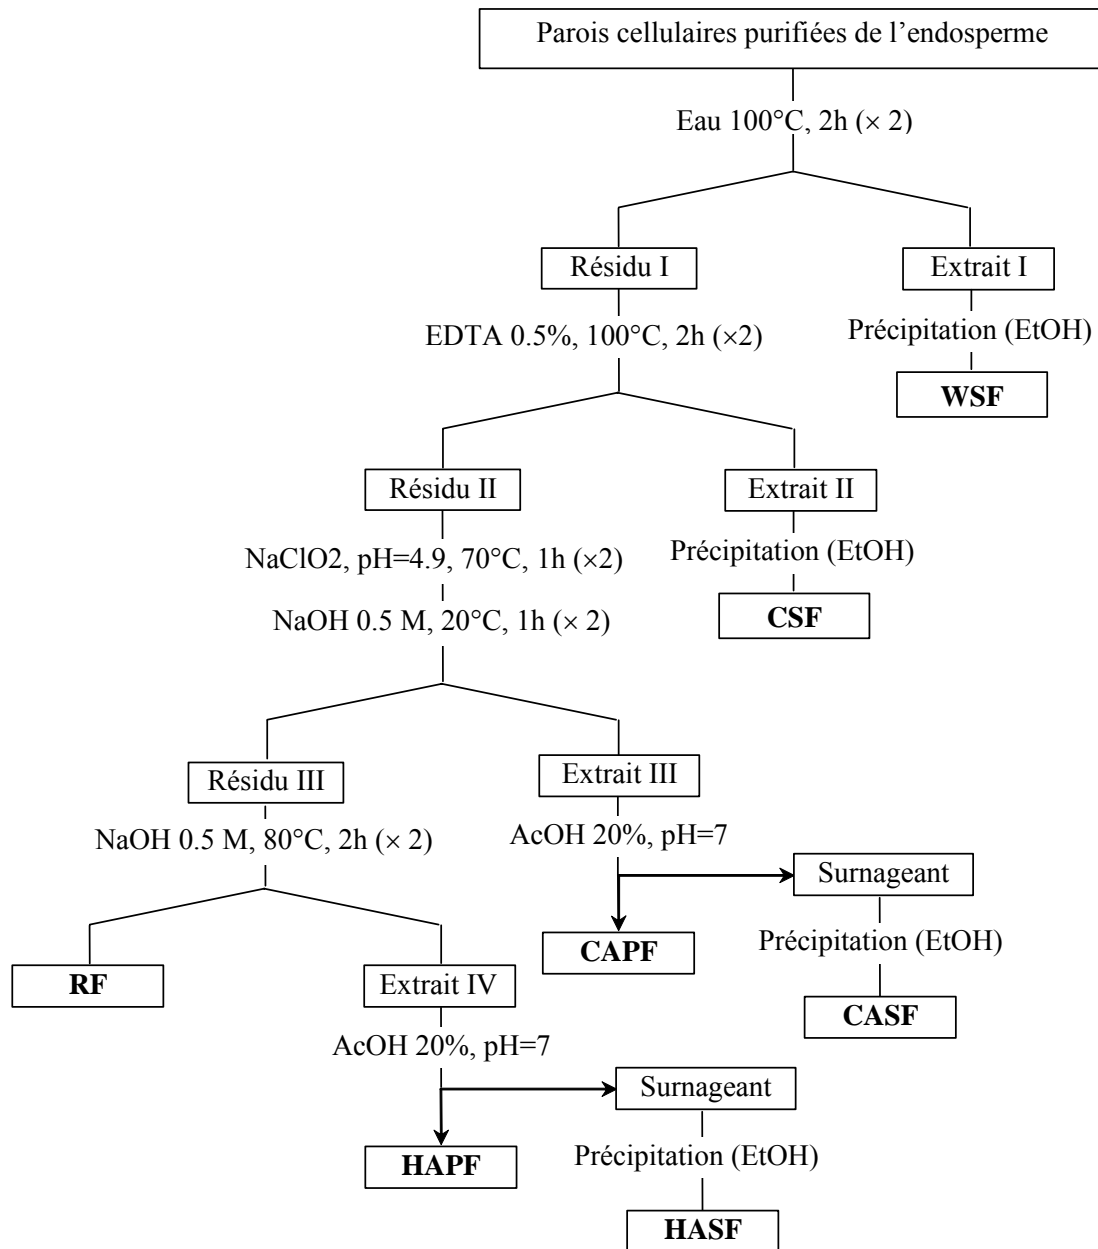 Parois cellulaires purifiées de l’endosperme
Eau 100°C, 2h (× 2)
Résidu I
Extrait I
EDTA 0.5%, 100°C, 2h (×2)
Précipitation (EtOH)
WSF
Résidu II
Extrait II
NaClO2, pH=4.9, 70°C, 1h (×2)
Précipitation (EtOH)
NaOH 0.5 M, 20°C, 1h (× 2)
CSF
Résidu III
Extrait III
NaOH 0.5 M, 80°C, 2h (× 2)
AcOH 20%, pH=7
Surnageant
CAPF
Précipitation (EtOH)
RF
Extrait IV
CASF
AcOH 20%, pH=7
Surnageant
HAPF
Précipitation (EtOH)
HASF